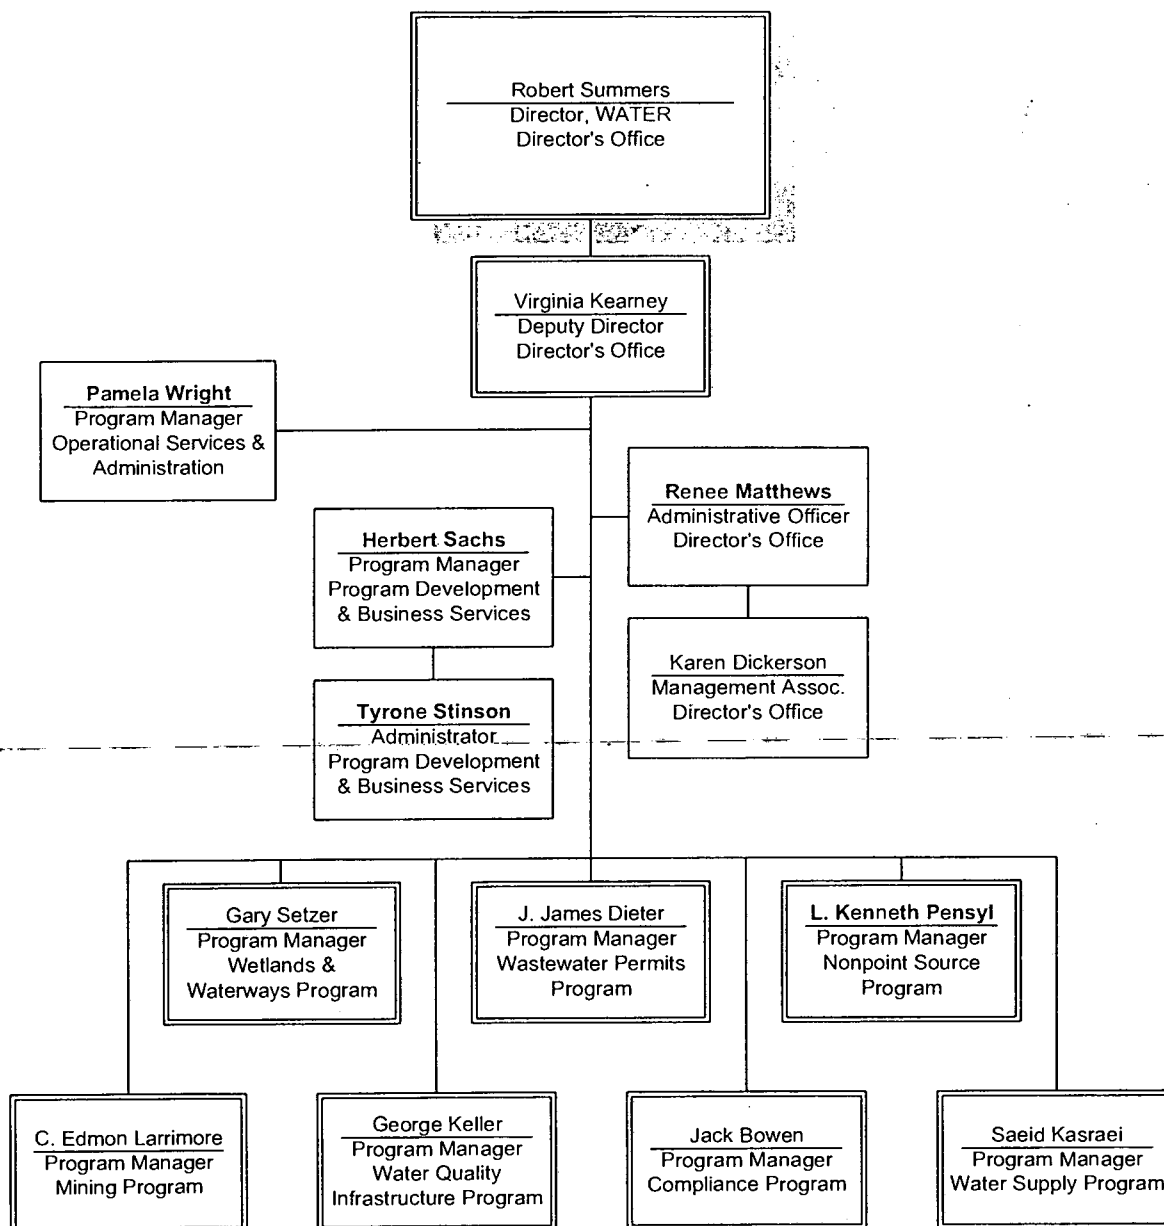 Robert Summers
Director, WATER
Director's Office
Virginia Kearney
Deputy Director
Director's Office
Pamela Wright
Program Manager
Operational Services &
Administration
Renee Matthews
Administrative Officer
Director's Office
Herbert Sachs
Program Manager
Program Development
& Business Services
Karen Dickerson
Management Assoc.
Director's Office
Tyrone Stinson
Administrator
Program Development
& Business Services
Gary Setzer
Program Manager
Wetlands &
Waterways Program
J. James Dieter
Program Manager
Wastewater Permits
Program
L. Kenneth Pensyl
Program Manager
Nonpoint Source
Program
C. Edmon Larrimore
Program Manager
Mining Program
George Keller
Program Manager
Water Quality
Infrastructure Program
Jack Bowen
Program Manager
Compliance Program
Saeid Kasraei
Program Manager
Water Supply Program